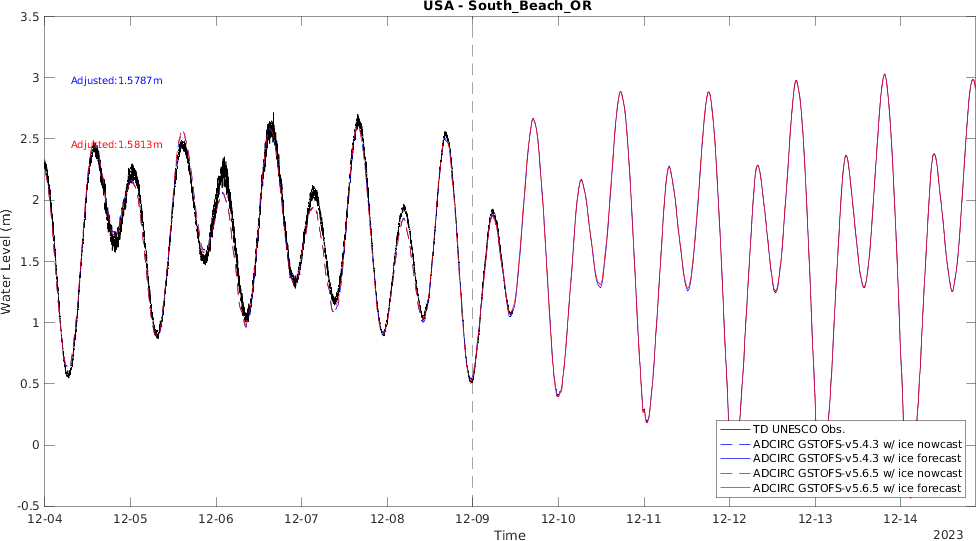 USA - South_Beach_OR
3.5
3
2.5
2
1.5
1
0.5
0
-0.5
Water Level (m)
Adjusted:1.5787m
Adjusted:1.5813m
TD UNESCO Obs.
ADCIRC GSTOFS-v5.4.3 w/ ice nowcast
ADCIRC GSTOFS-v5.4.3 w/ ice forecast
ADCIRC GSTOFS-v5.6.5 w/ ice nowcast
ADCIRC GSTOFS-v5.6.5 w/ ice forecast
12-04 12-05 12-06 12-07 12-08 12-09 12-10 12-11 12-12 12-13 12-14
Time
2023